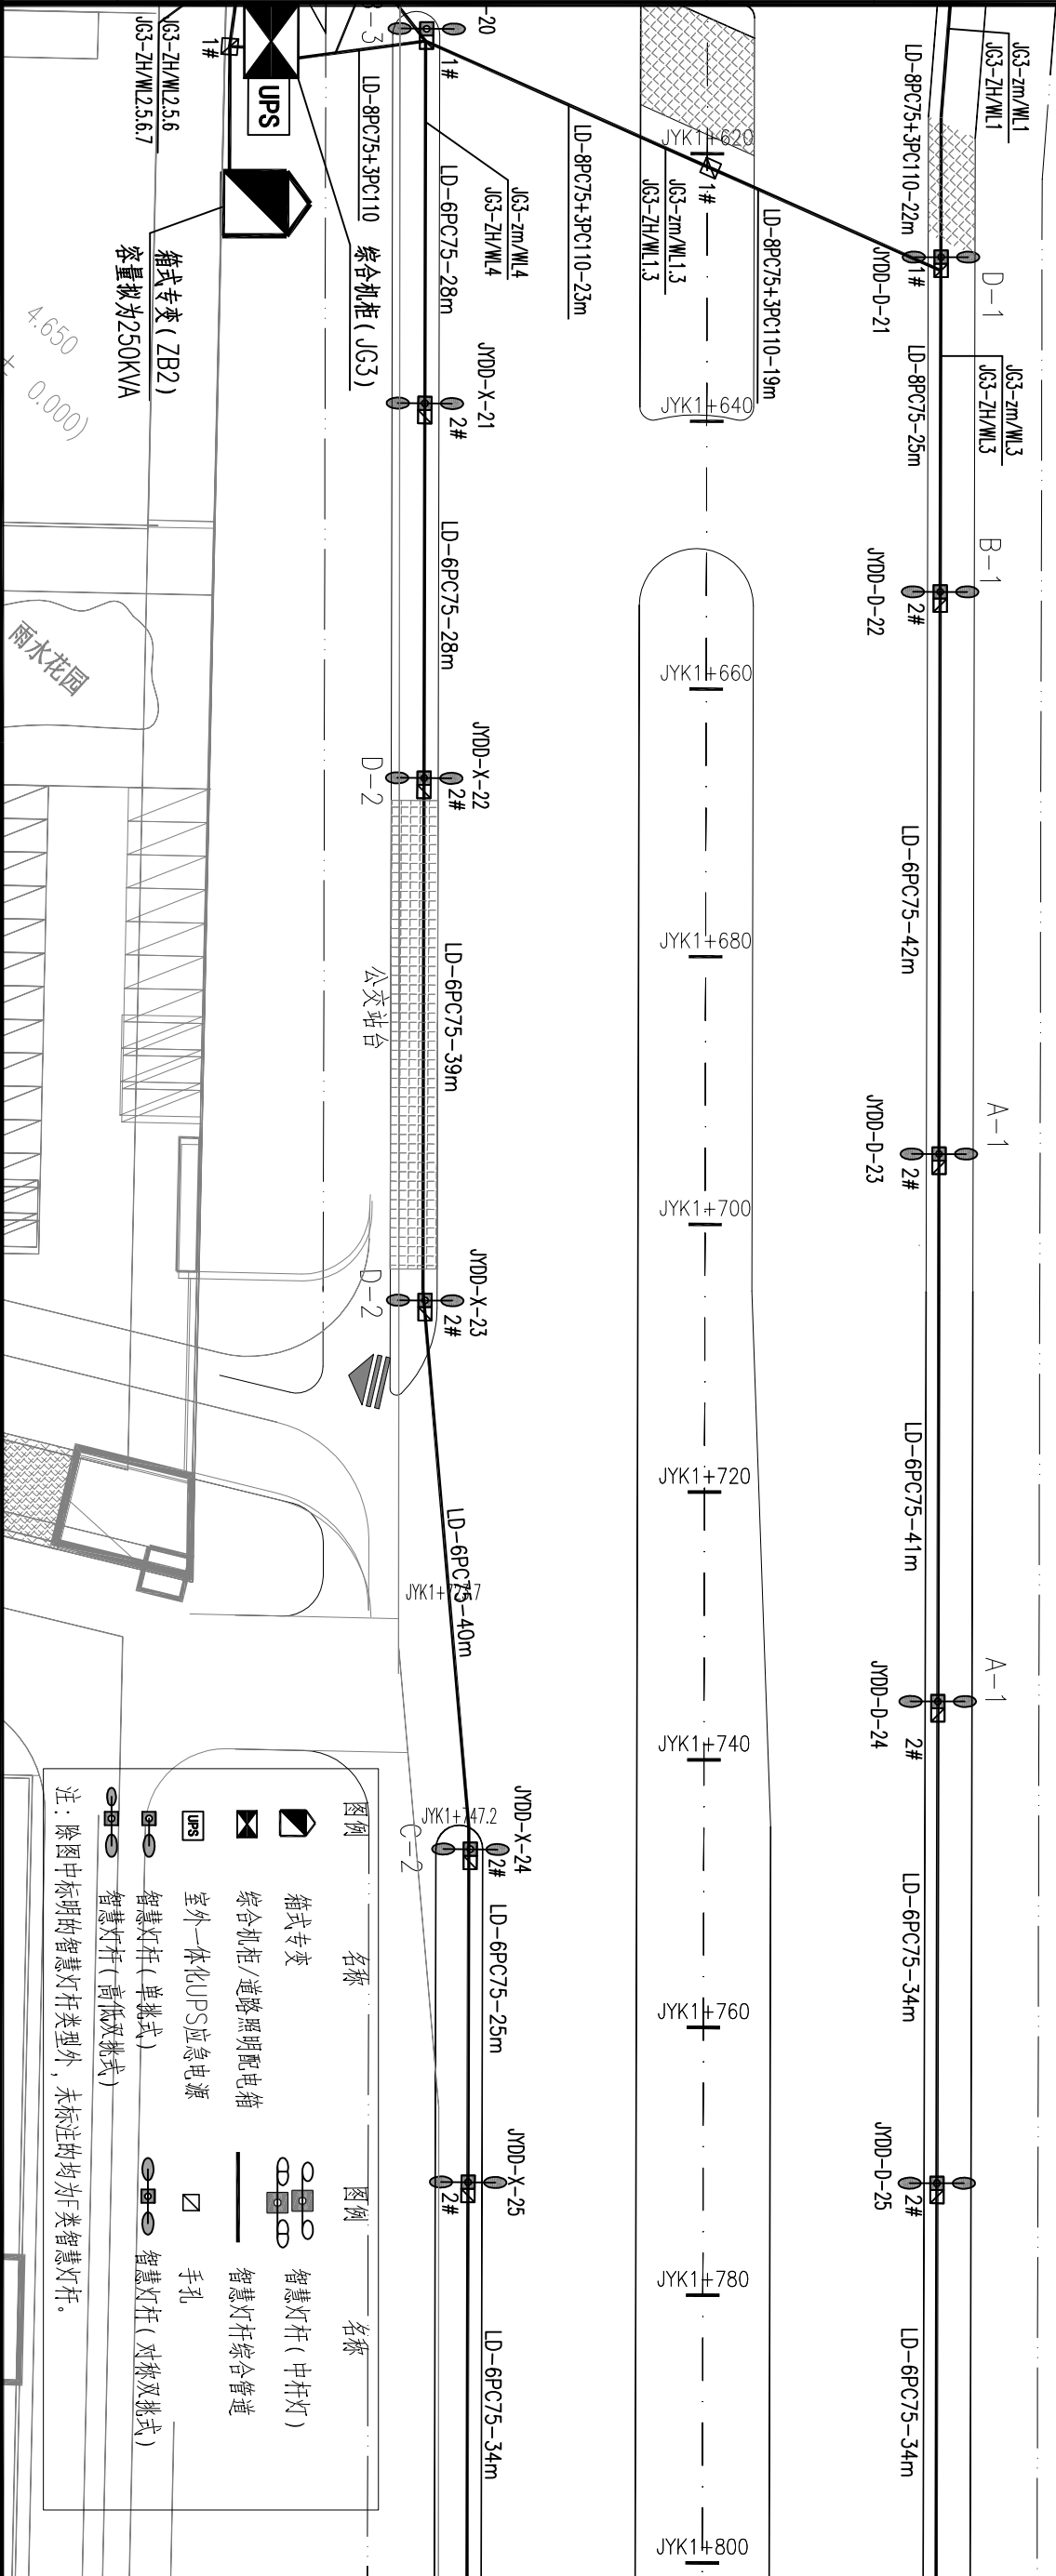 JG3-zm/WL1
JG3-ZH/WL1
LD-8PC75+3PC110-22m
1#
JYDD-D-21
D-1
LD-8PC75-25m
JG3-zm/WL3
JG3-ZH/WL3
B-1
2#
JYDD-D-22
LD-6PC75-42m
A-1
2#
JYDD-D-23
LD-6PC75-41m
A-1
2#
JYDD-D-24
LD-6PC75-34m
2#
JYDD-D-25
LD-6PC75-34m
JYK1+620
1#
JG3-zm/WL1.3
JG3-ZH/WL1.3
LD-8PC75+3PC110-19m
LD-8PC75+3PC110-23m
JYK1+640
JYK1+660
JYK1+680
JYK1+700
JYK1+720
JYK1+740
JYK1+760
JYK1+780
JYK1+800
-20
1#
JG3-zm/WL4
JG3-ZH/WL4
LD-6PC75-28m
JYDD-X-21
2#
LD-6PC75-28m
JYDD-X-22
2#
D-2
LD-6PC75-39m
公交站台
JYDD-X-23
2#
D-2
LD-6PC75-40m
JYDD-X-24
2#
JYK1+747.2
C-2
LD-6PC75-25m
JYDD-X-25
2#
LD-6PC75-34m
LD-8PC75+3PC110
综合机柜(JG3)
UPS
1#
JG3-ZH/WL2.5.6
JG3-ZH/WL2.5.6.7
箱式专变(ZB2)
容量拟为250KVA
4.650
0.000)
雨水花园
图例 名称 图例 名称
箱式专变 智慧灯杆(中杆灯)
综合机柜/道路照明配电箱 智慧灯杆综合管道
UPS 室外一体化UPS应急电源 手孔
智慧灯杆(单挑式) 智慧灯杆(对称双挑式)
智慧灯杆(高低双挑式)
注:除图中标明的智慧灯杆类型外,未标注的均为F类智慧灯杆。